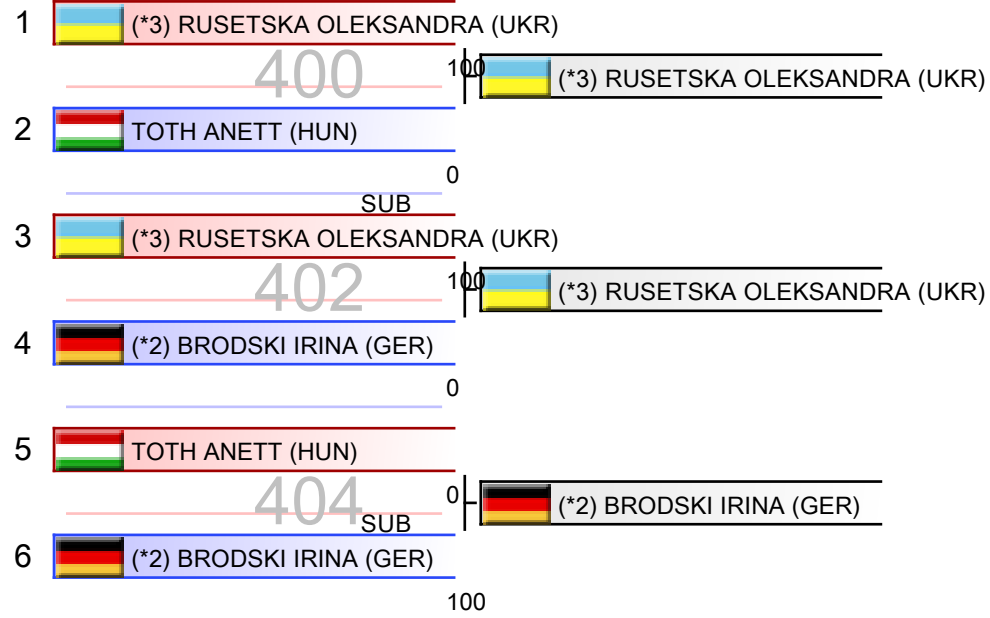 1 (*3) RUSETSKA OLEKSANDRA (UKR)
400 100 (*3) RUSETSKA OLEKSANDRA (UKR)
2 TOTH ANETT (HUN)
0
SUB
3 (*3) RUSETSKA OLEKSANDRA (UKR)
402 100 (*3) RUSETSKA OLEKSANDRA (UKR)
4 (*2) BRODSKI IRINA (GER)
0
5 TOTH ANETT (HUN)
404 0 (*2) BRODSKI IRINA (GER)
SUB
6 (*2) BRODSKI IRINA (GER)
100